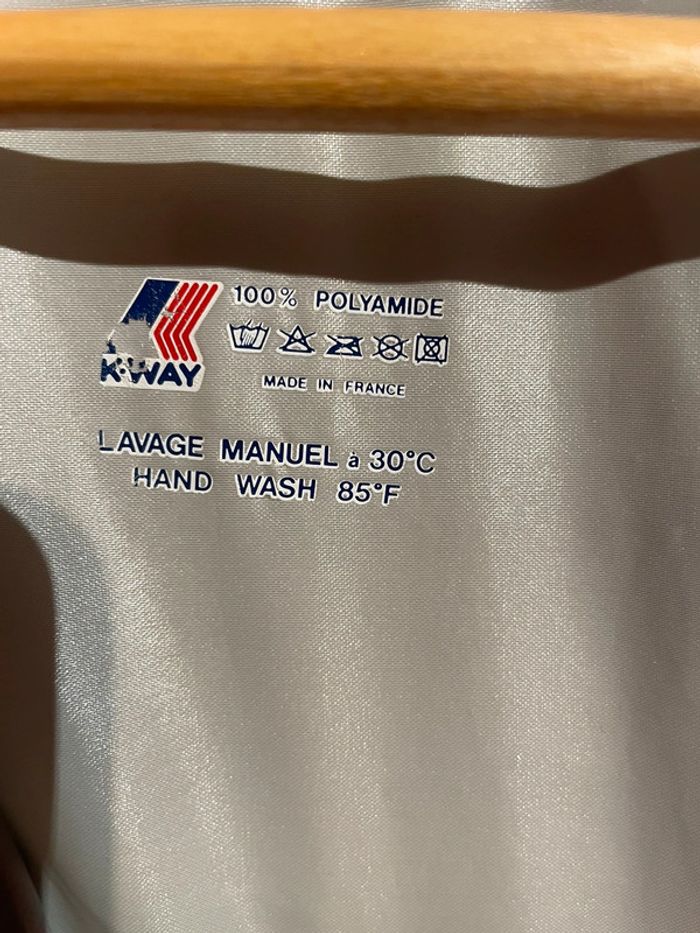 100% POLYAMIDE
K-WAY
MADE IN FRANCE
LAVAGE MANUEL à 30°C
HAND WASH 85°F